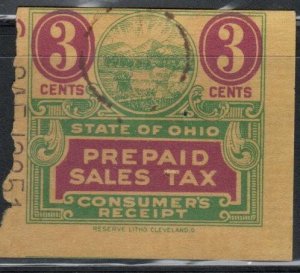 3 3
CENTS CENTS
STATE OF OHIO
PREPAID
SALES TAX
CONSUMER'S
RECEIPT
RESERVE LITHO. CLEVELAND, O.